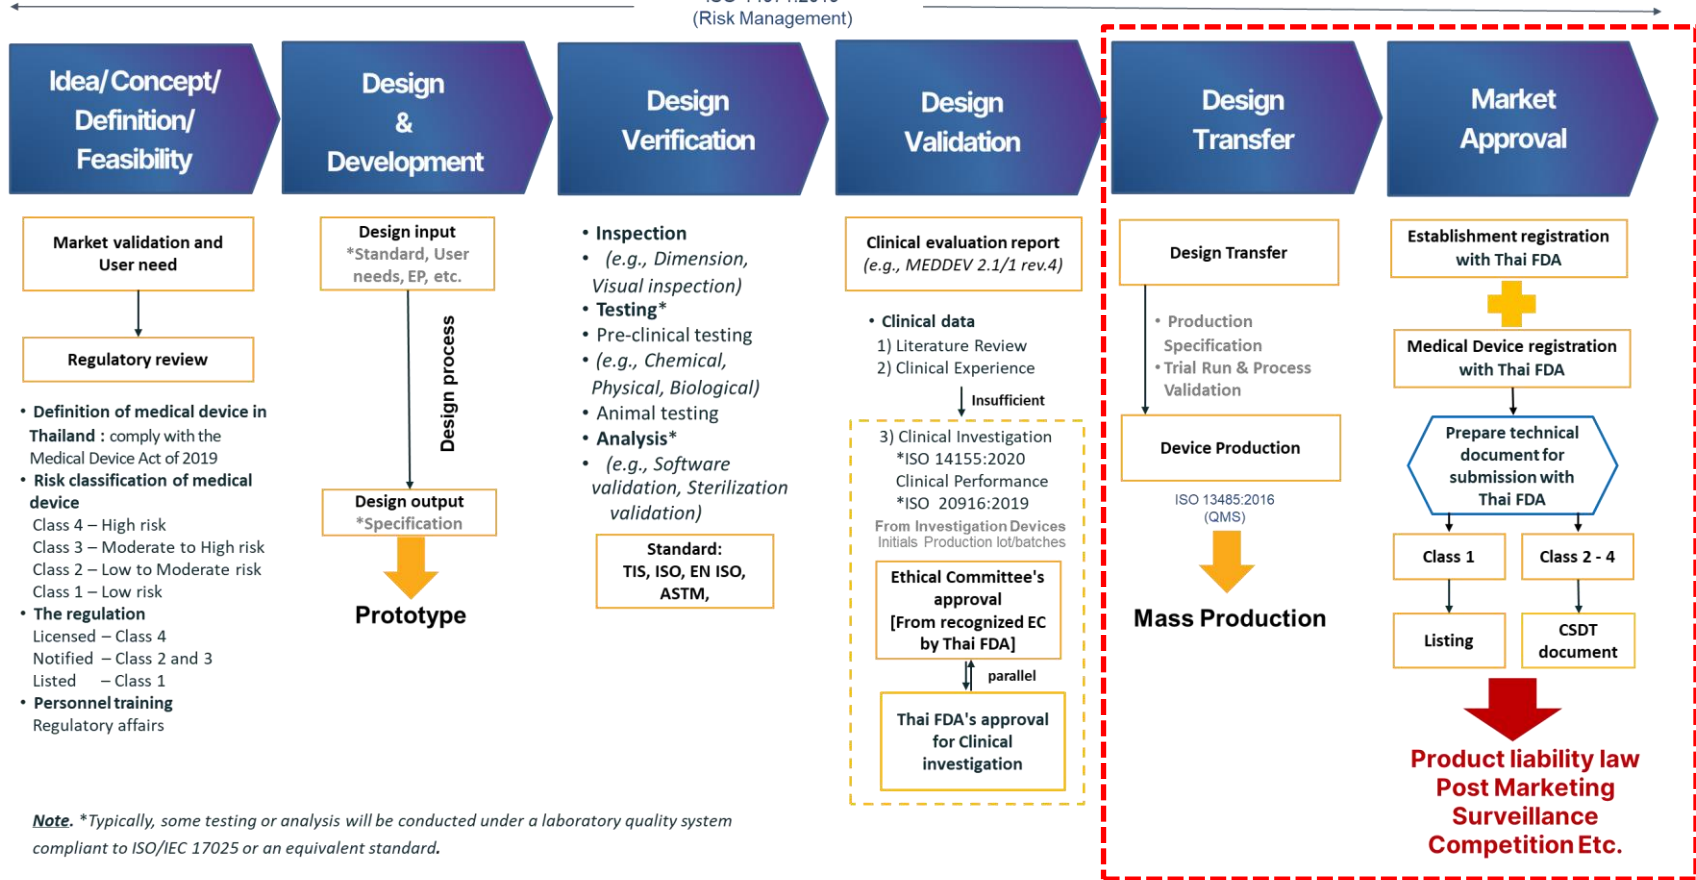 (Risk Management)
Idea/ Concept/
Definition/
Feasibility
Design
&
Development
Design
Verification
Design
Validation
Design
Transfer
Market
Approval
Market validation and
User need
Regulatory review
• Definition of medical device in
Thailand : comply with the
Medical Device Act of 2019
• Risk classification of medical
device
Class 4 – High risk
Class 3 – Moderate to High risk
Class 2 – Low to Moderate risk
Class 1 – Low risk
• The regulation
Licensed – Class 4
Notified – Class 2 and 3
Listed – Class 1
• Personnel training
Regulatory affairs
Design input
*Standard, User
needs, EP, etc.
Design process
Design output
*Specification
Prototype
• Inspection
• (e.g., Dimension,
Visual inspection)
• Testing*
• Pre-clinical testing
• (e.g., Chemical,
Physical, Biological)
• Animal testing
• Analysis*
• (e.g., Software
validation, Sterilization
validation)
Standard:
TIS, ISO, EN ISO,
ASTM,
Clinical evaluation report
(e.g., MEDDEV 2.1/1 rev.4)
• Clinical data
1) Literature Review
2) Clinical Experience
Insufficient
3) Clinical Investigation
*ISO 14155:2020
Clinical Performance
*ISO 20916:2019
From Investigation Devices
Initials Production lot/batches
Ethical Committee's
approval
[From recognized EC
by Thai FDA]
parallel
Thai FDA's approval
for Clinical
investigation
Design Transfer
• Production
Specification
• Trial Run & Process
Validation
Device Production
ISO 13485:2016
(QMS)
Mass Production
Establishment registration
with Thai FDA
Medical Device registration
with Thai FDA
Prepare technical
document for
submission with
Thai FDA
Class 1
Class 2 - 4
Listing
CSDT
document
Product liability law
Post Marketing
Surveillance
Competition Etc.
Note. *Typically, some testing or analysis will be conducted under a laboratory quality system
compliant to ISO/IEC 17025 or an equivalent standard.